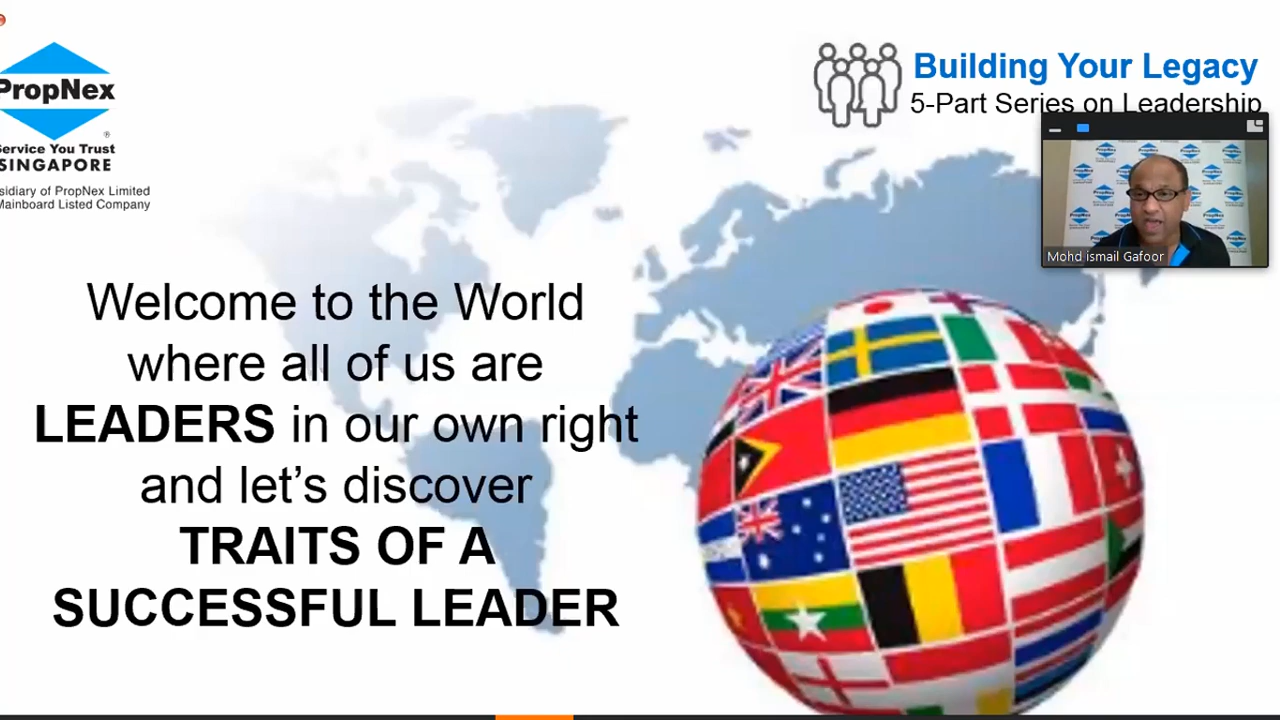 PropNex
®
Service You Trust
SINGAPORE
sidiary of PropNex Limited
Mainboard Listed Company
Building Your Legacy
5-Part Series on Leadership
Mohd ismail Gafoor
Welcome to the World
where all of us are
LEADERS in our own right
and let's discover
TRAITS OF A
SUCCESSFUL LEADER